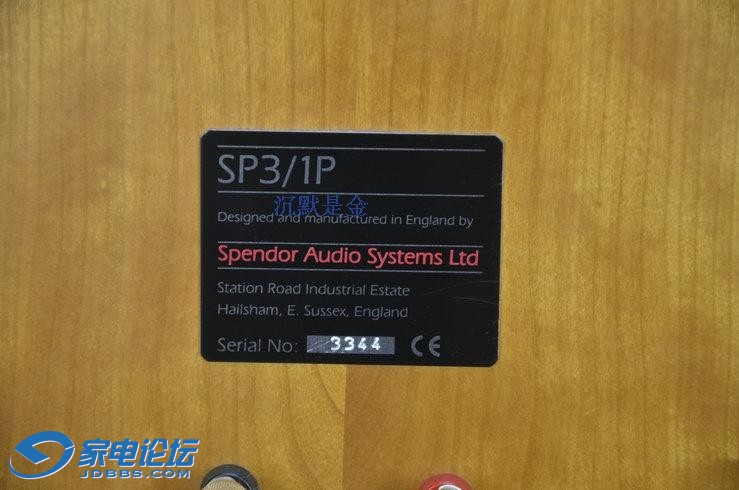 SP3/1P
沉默是金
Designed and manufactured in England by
Spendor Audio Systems Ltd
Station Road Industrial Estate
Hailsham, E. Sussex, England
Serial No: 3344 CE
家电论坛
JDBBS.COM